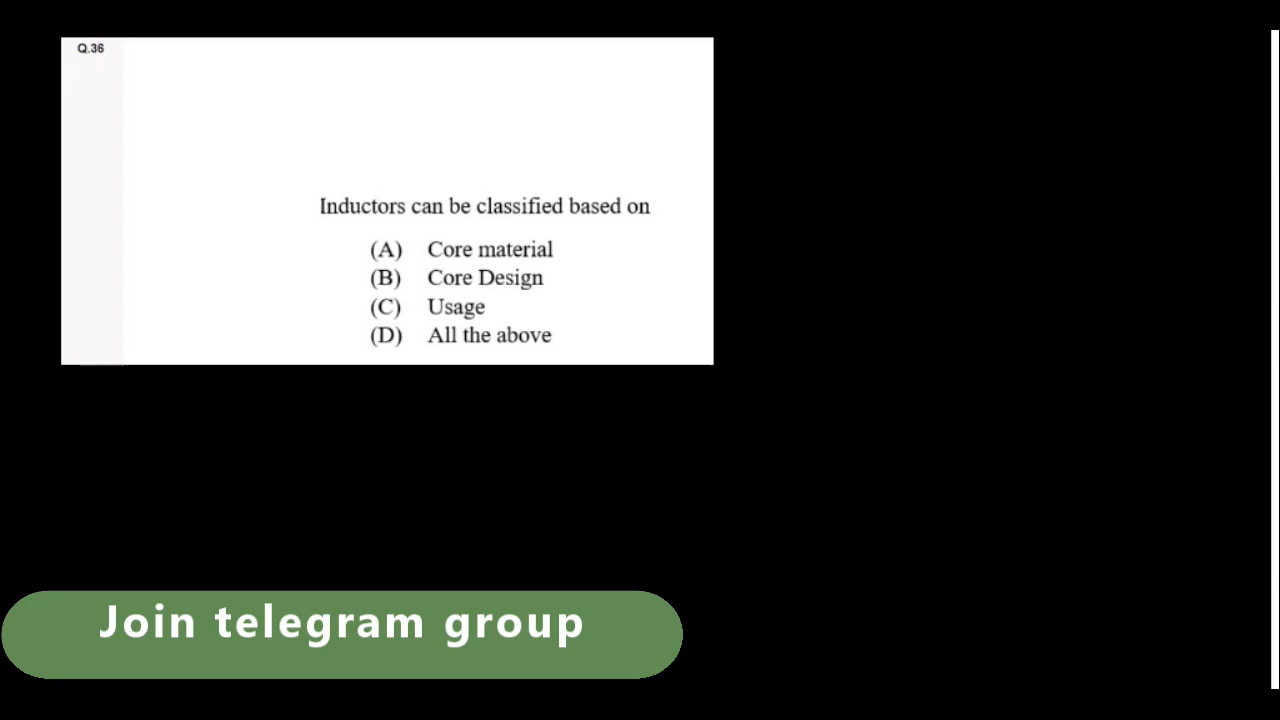 Q.36
Inductors can be classified based on
(A) Core material
(B) Core Design
(C) Usage
(D) All the above
Join telegram group